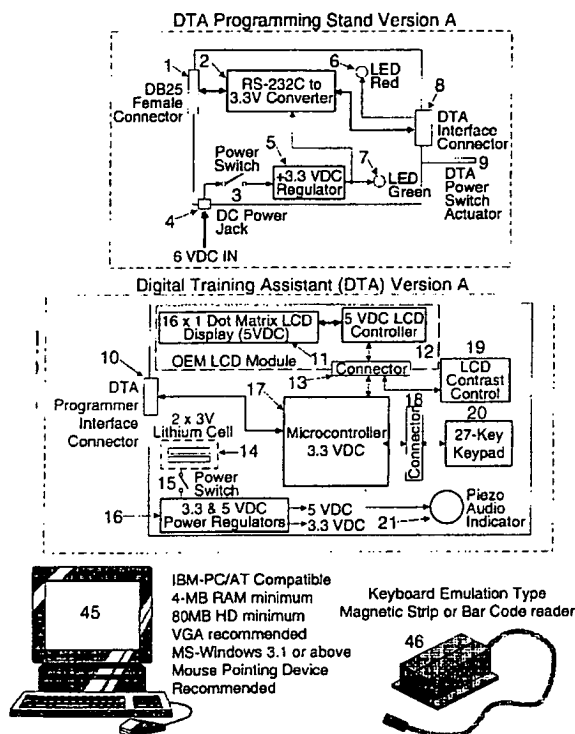 DTA Programming Stand Version A
1
2
6
LED
Red
8
DB25
Female
Connector
RS-232C to
3.3V Converter
DTA
Interface
Connector
Power
Switch
5
7
+3.3 VDC
Regulator
LED
Green
9
DTA
Power
Switch
Actuator
3
4
DC Power
Jack
6 VDC IN
Digital Training Assistant (DTA) Version A
16 x 1 Dot Matrix LCD
Display (5VDC)
5 VDC LCD
Controller
OEM LCD Module
11
12
10
13
Connector
19
LCD
Contrast
Control
DTA
Programmer
Interface
Connector
17
18
20
2 x 3V
Lithium Cell
14
Microcontroller
3.3 VDC
Connector
27-Key
Keypad
15
Power
Switch
16
3.3 & 5 VDC
Power Regulators
5 VDC
3.3 VDC
21
Piezo
Audio
Indicator
45
IBM-PC/AT Compatible
4-MB RAM minimum
80MB HD minimum
VGA recommended
MS-Windows 3.1 or above
Mouse Pointing Device
Recommended
Keyboard Emulation Type
Magnetic Strip or Bar Code reader
46